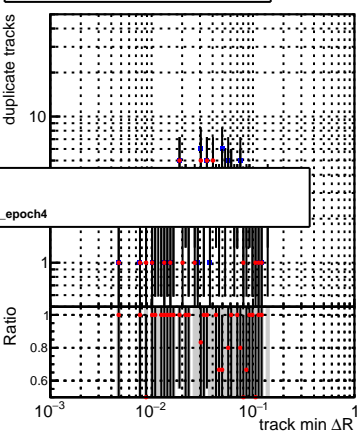 duplicate tracks
10
_epoch4
1
Ratio
1
0.8
0.6
10⁻³ 10⁻² 10⁻¹ 1
track min ΔR